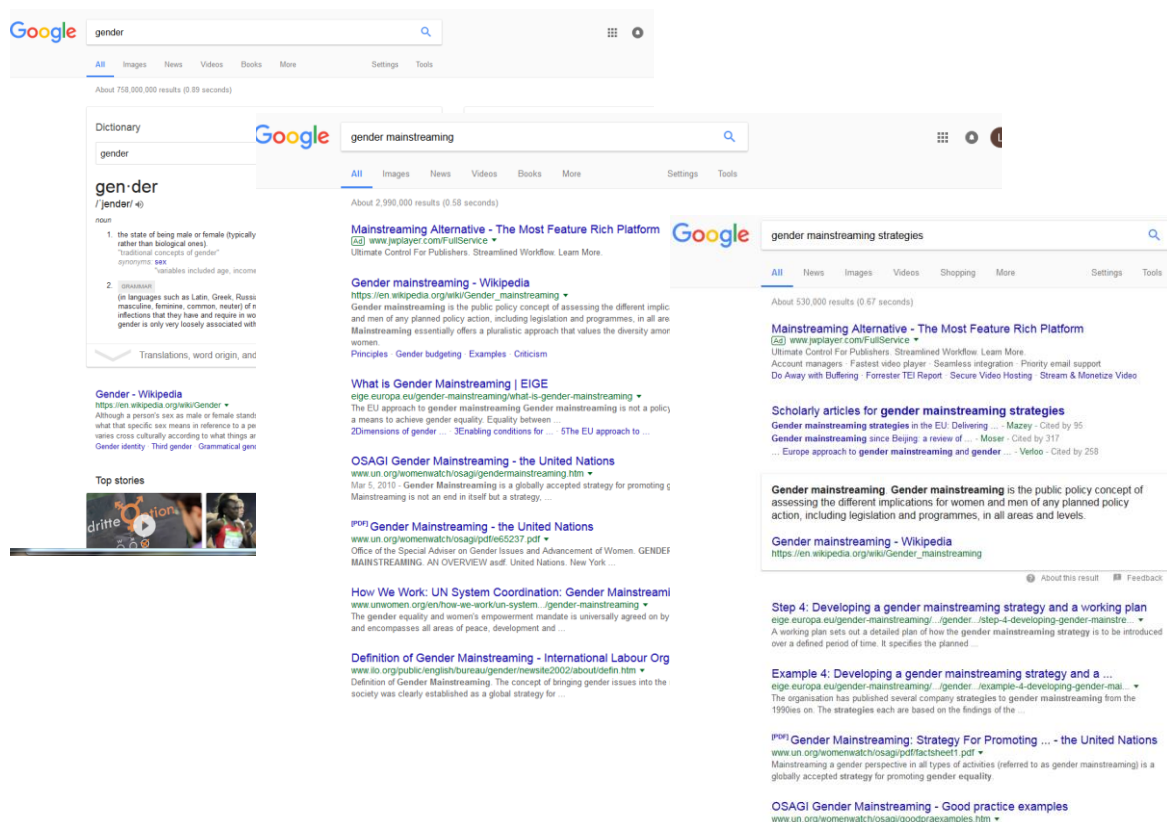 Google
gender
All Images News Videos Books More Settings Tools
About 758,000,000 results (0.89 seconds)
Dictionary
gender
gen·der
/ˈjender/
noun
1. the state of being male or female (typically
rather than biological ones).
"traditional concepts of gender"
synonyms: sex
"variables included age, income
2. GRAMMAR
(in languages such as Latin, Greek, Russi
masculine, feminine, common, neuter) of n
inflections that they have and require in wo
gender is only very loosely associated with
Translations, word origin, and
Gender - Wikipedia
https://en.wikipedia.org/wiki/Gender
Although a person's sex as male or female stands
what that specific sex means in reference to a pe
varies cross culturally according to what things ar
Gender identity · Third gender · Grammatical gend
Top stories
dritte
Google
gender mainstreaming
L
All Images News Videos Books More Settings Tools
About 2,990,000 results (0.58 seconds)
Mainstreaming Alternative - The Most Feature Rich Platform
Ad www.jwplayer.com/FullService
Ultimate Control For Publishers. Streamlined Workflow. Learn More.
Gender mainstreaming - Wikipedia
https://en.wikipedia.org/wiki/Gender_mainstreaming
Gender mainstreaming is the public policy concept of assessing the different implic
and men of any planned policy action, including legislation and programmes, in all are
Mainstreaming essentially offers a pluralistic approach that values the diversity amor
women.
Principles · Gender budgeting · Examples · Criticism
What is Gender Mainstreaming | EIGE
eige.europa.eu/gender-mainstreaming/what-is-gender-mainstreaming
The EU approach to gender mainstreaming Gender mainstreaming is not a policy
a means to achieve gender equality. Equality between ...
2Dimensions of gender ... · 3Enabling conditions for ... · 5The EU approach to ...
OSAGI Gender Mainstreaming - the United Nations
www.un.org/womenwatch/osagi/gendermainstreaming.htm
Mar 5, 2010 - Gender Mainstreaming is a globally accepted strategy for promoting g
Mainstreaming is not an end in itself but a strategy, ...
[PDF] Gender Mainstreaming - the United Nations
www.un.org/womenwatch/osagi/pdf/e65237.pdf
Office of the Special Adviser on Gender Issues and Advancement of Women. GENDER
MAINSTREAMING. AN OVERVIEW asdf. United Nations. New York ...
How We Work: UN System Coordination: Gender Mainstreami
www.unwomen.org/en/how-we-work/un-system.../gender-mainstreaming
The gender equality and women's empowerment mandate is universally agreed on by
and encompasses all areas of peace, development and ...
Definition of Gender Mainstreaming - International Labour Org
www.ilo.org/public/english/bureau/gender/newsite2002/about/defin.htm
Definition of Gender Mainstreaming. The concept of bringing gender issues into the
society was clearly established as a global strategy for ...
Google
gender mainstreaming strategies
All News Images Videos Shopping More Settings Tools
About 530,000 results (0.67 seconds)
Mainstreaming Alternative - The Most Feature Rich Platform
Ad www.jwplayer.com/FullService
Ultimate Control For Publishers. Streamlined Workflow. Learn More.
Account managers · Fastest video player · Seamless integration · Priority email support
Do Away with Buffering · Forrester TEI Report · Secure Video Hosting · Stream & Monetize Video
Scholarly articles for gender mainstreaming strategies
Gender mainstreaming strategies in the EU: Delivering ... - Mazey - Cited by 95
Gender mainstreaming since Beijing: a review of ... - Moser - Cited by 317
... Europe approach to gender mainstreaming and gender ... - Verloo - Cited by 258
Gender mainstreaming. Gender mainstreaming is the public policy concept of
assessing the different implications for women and men of any planned policy
action, including legislation and programmes, in all areas and levels.
Gender mainstreaming - Wikipedia
https://en.wikipedia.org/wiki/Gender_mainstreaming
About this result Feedback
Step 4: Developing a gender mainstreaming strategy and a working plan
eige.europa.eu/gender-mainstreaming/.../gender.../step-4-developing-gender-mainstre...
A working plan sets out a detailed plan of how the gender mainstreaming strategy is to be introduced
over a defined period of time. It specifies the planned ...
Example 4: Developing a gender mainstreaming strategy and a ...
eige.europa.eu/gender-mainstreaming/.../gender.../example-4-developing-gender-mai...
The organisation has published several company strategies to gender mainstreaming from the
1990ies on. The strategies each are based on the findings of the ...
[PDF] Gender Mainstreaming: Strategy For Promoting ... - the United Nations
www.un.org/womenwatch/osagi/pdf/factsheet1.pdf
Mainstreaming a gender perspective in all types of activities (referred to as gender mainstreaming) is a
globally accepted strategy for promoting gender equality.
OSAGI Gender Mainstreaming - Good practice examples
www.un.org/womenwatch/osagi/goodpraexamples.htm